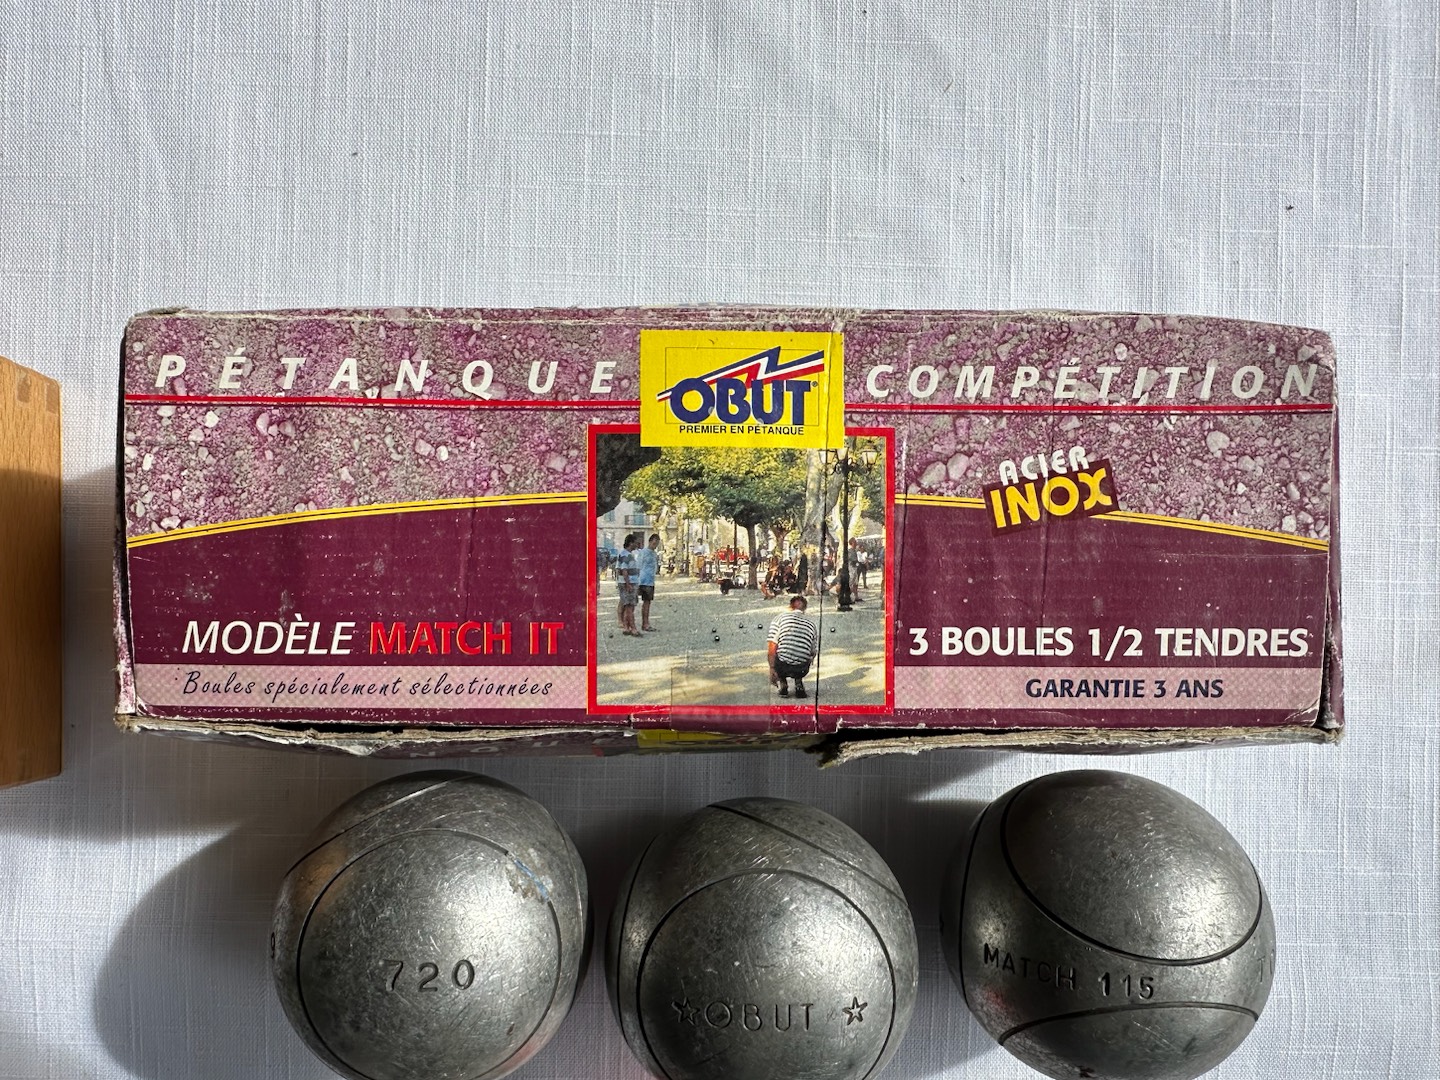 PÉTANQUE COMPÉTITION
OBUT®
PREMIER EN PÉTANQUE
ACIER
INOX
MODÈLE MATCH IT
Boules spécialement sélectionnées
3 BOULES 1/2 TENDRES
GARANTIE 3 ANS
720
☆OBUT☆
MATCH 115